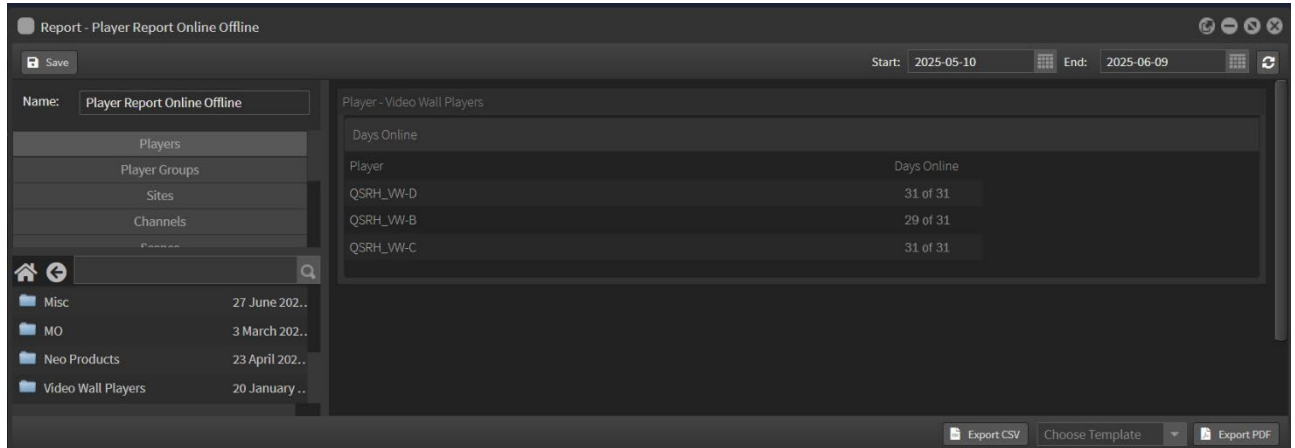 Report - Player Report Online Offline
Save
Start: 2025-05-10 End: 2025-06-09
Name: Player Report Online Offline
Players
Player Groups
Sites
Channels
Misc 27 June 202..
MO 3 March 202..
Neo Products 23 April 202..
Video Wall Players 20 January ..
Player - Video Wall Players
Days Online
Player Days Online
QSRH_VW-D 31 of 31
QSRH_VW-B 29 of 31
QSRH_VW-C 31 of 31
Export CSV Choose Template Export PDF